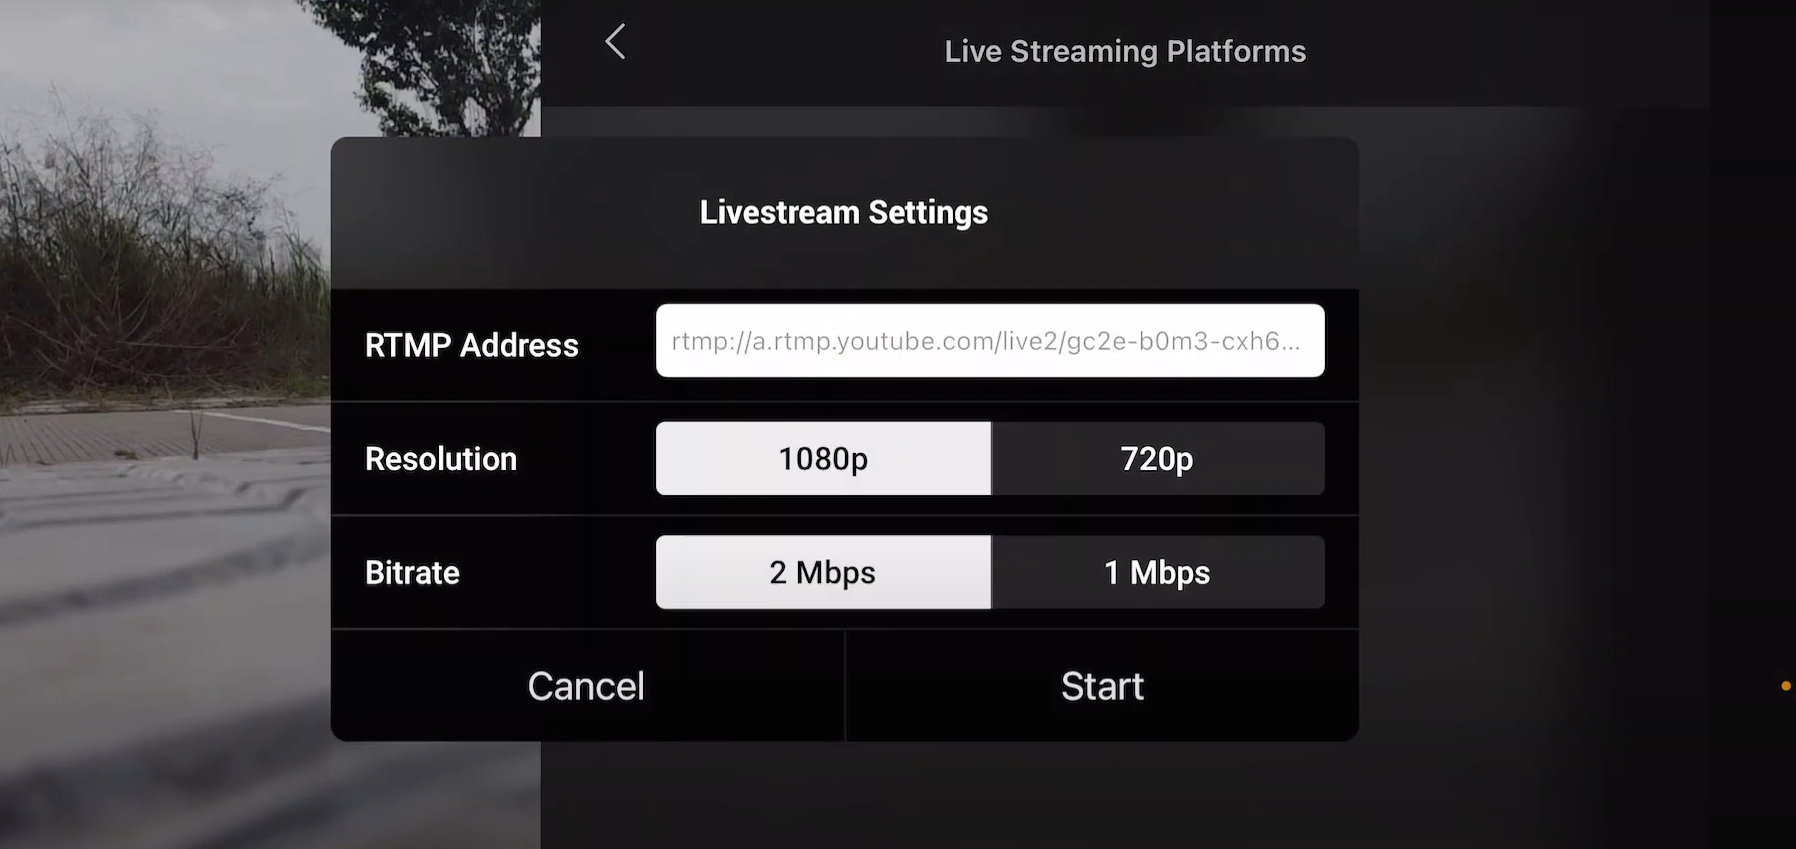 Live Streaming Platforms
Livestream Settings
RTMP Address rtmp://a.rtmp.youtube.com/live2/gc2e-b0m3-cxh6...
Resolution 1080p 720p
Bitrate 2 Mbps 1 Mbps
Cancel Start